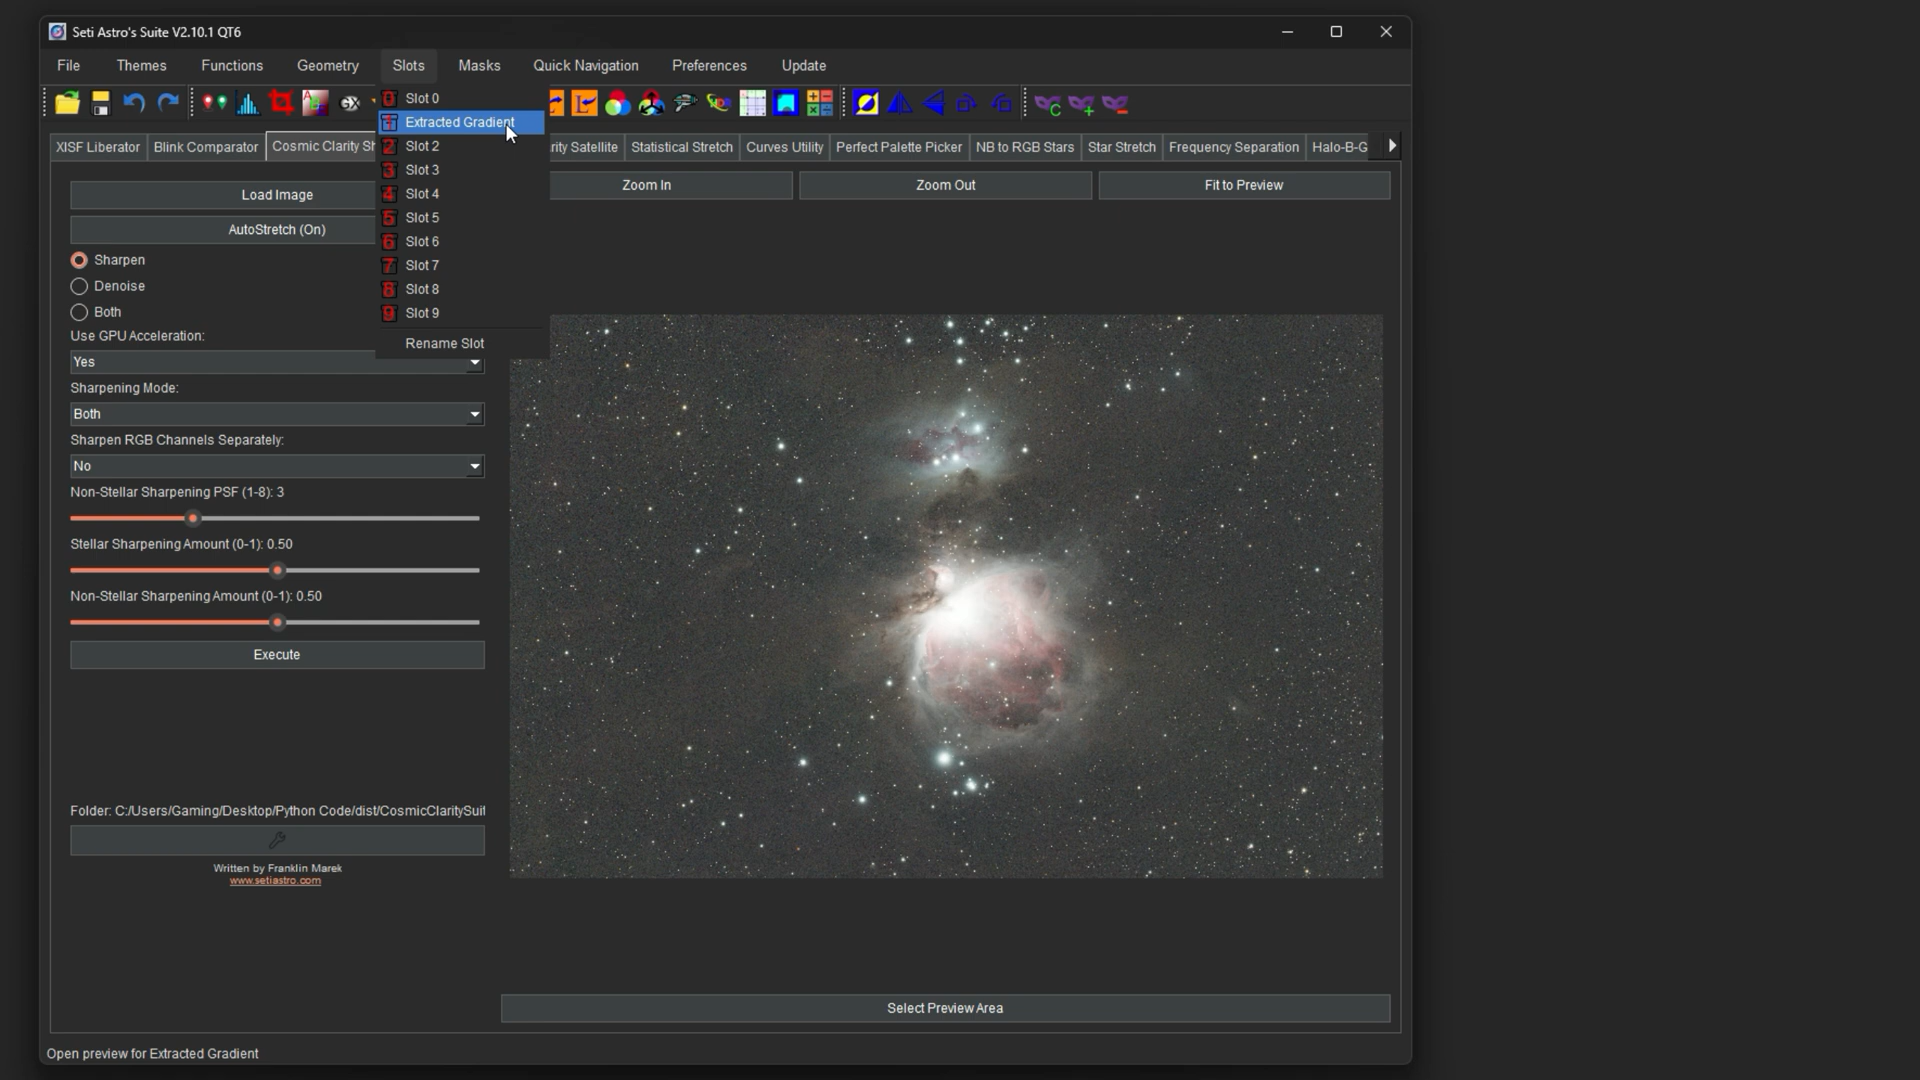 Seti Astro's Suite V2.10.1 QT6
File Themes Functions Geometry Slots Masks Quick Navigation Preferences Update
Slot 0
Extracted Gradient
Slot 2
Slot 3
Slot 4
Slot 5
Slot 6
Slot 7
Slot 8
Slot 9
Rename Slot
XISF Liberator Blink Comparator Cosmic Clarity Sh rity Satellite Statistical Stretch Curves Utility Perfect Palette Picker NB to RGB Stars Star Stretch Frequency Separation Halo-B-G
Load Image
Zoom In Zoom Out Fit to Preview
AutoStretch (On)
Sharpen
Denoise
Both
Use GPU Acceleration:
Yes
Sharpening Mode:
Both
Sharpen RGB Channels Separately:
No
Non-Stellar Sharpening PSF (1-8): 3
Stellar Sharpening Amount (0-1): 0.50
Non-Stellar Sharpening Amount (0-1): 0.50
Execute
Folder: C:/Users/Gaming/Desktop/Python Code/dist/CosmicClaritySuit
Written by Franklin Marek
www.setiastro.com
Select Preview Area
Open preview for Extracted Gradient